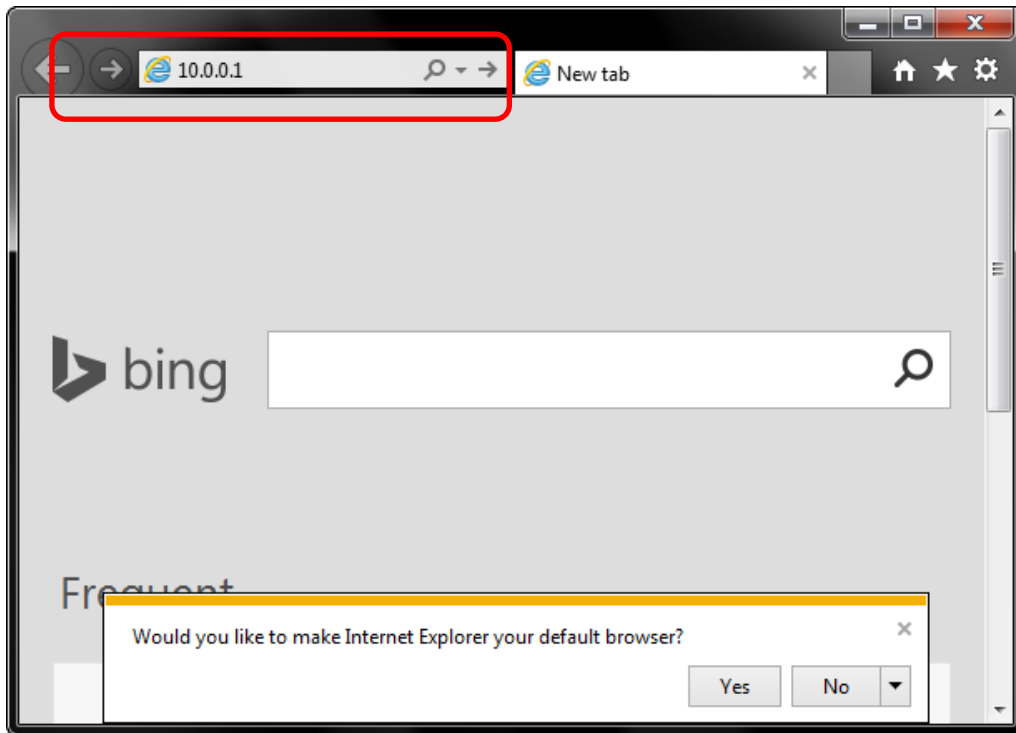 10.0.0.1
New tab
bing
Frequent
Would you like to make Internet Explorer your default browser?
Yes
No